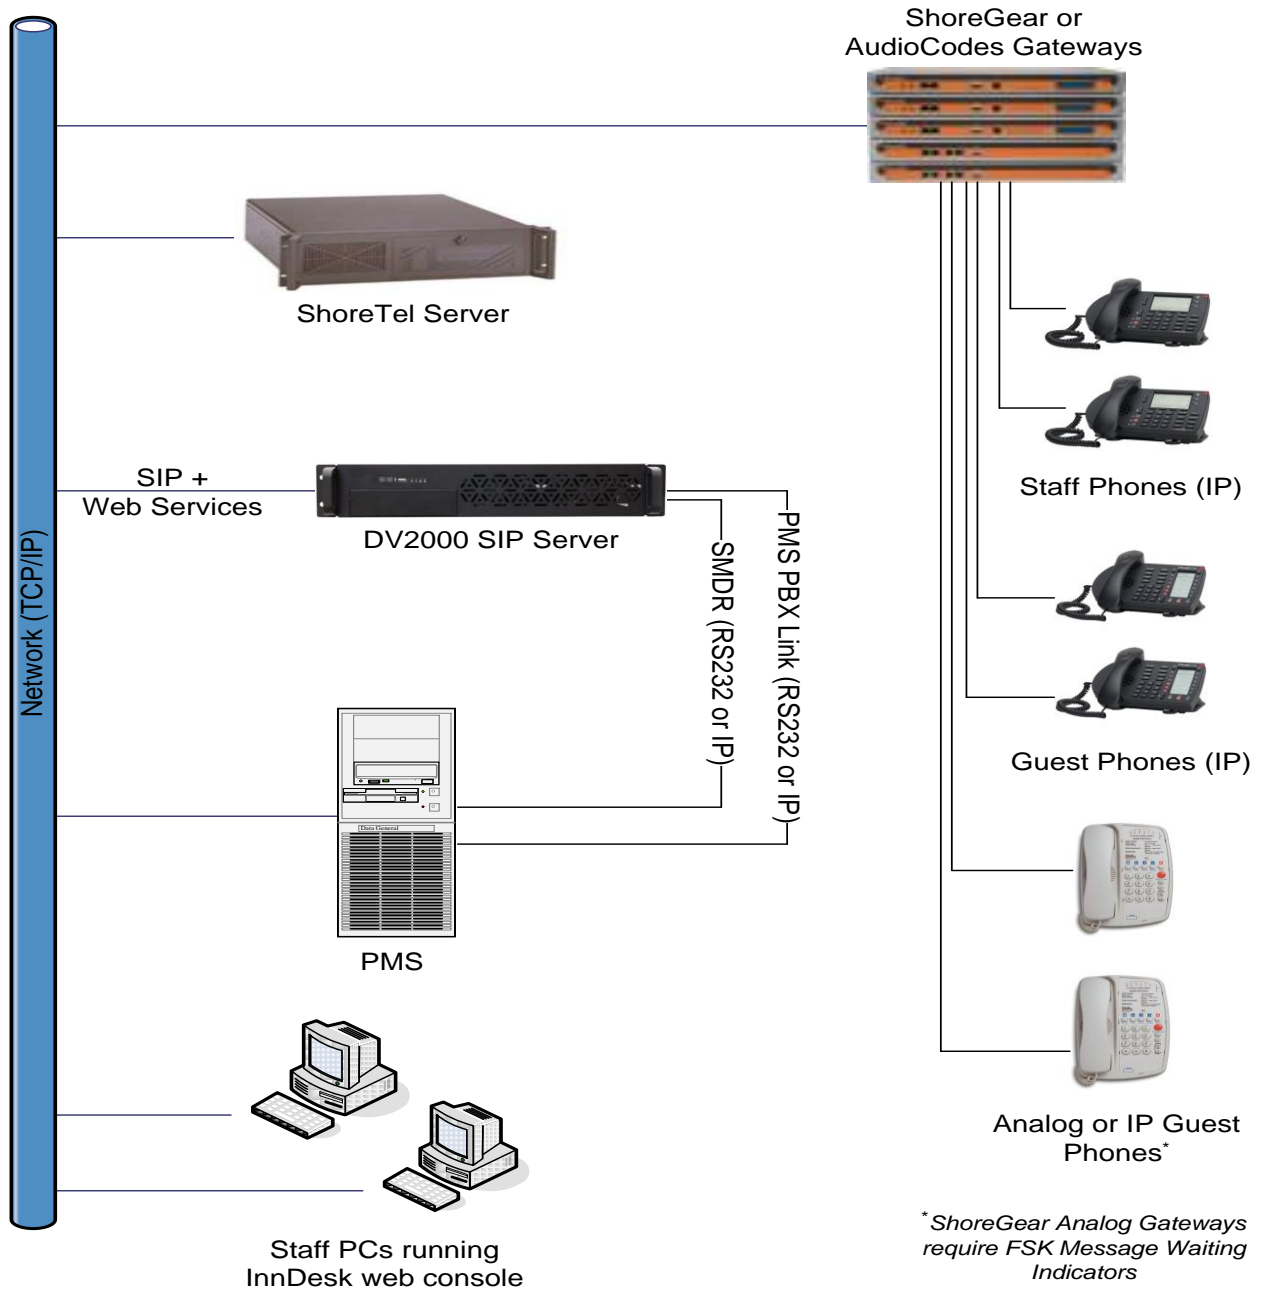 ShoreGear or
AudioCodes Gateways
ShoreTel Server
SIP +
Web Services
DV2000 SIP Server
Network (TCP/IP)
SMDR (RS232 or IP)
PMS PBX Link (RS232 or IP)
Staff Phones (IP)
Guest Phones (IP)
Data General
PMS
Analog or IP Guest
Phones*
Staff PCs running
InnDesk web console
*ShoreGear Analog Gateways
require FSK Message Waiting
Indicators